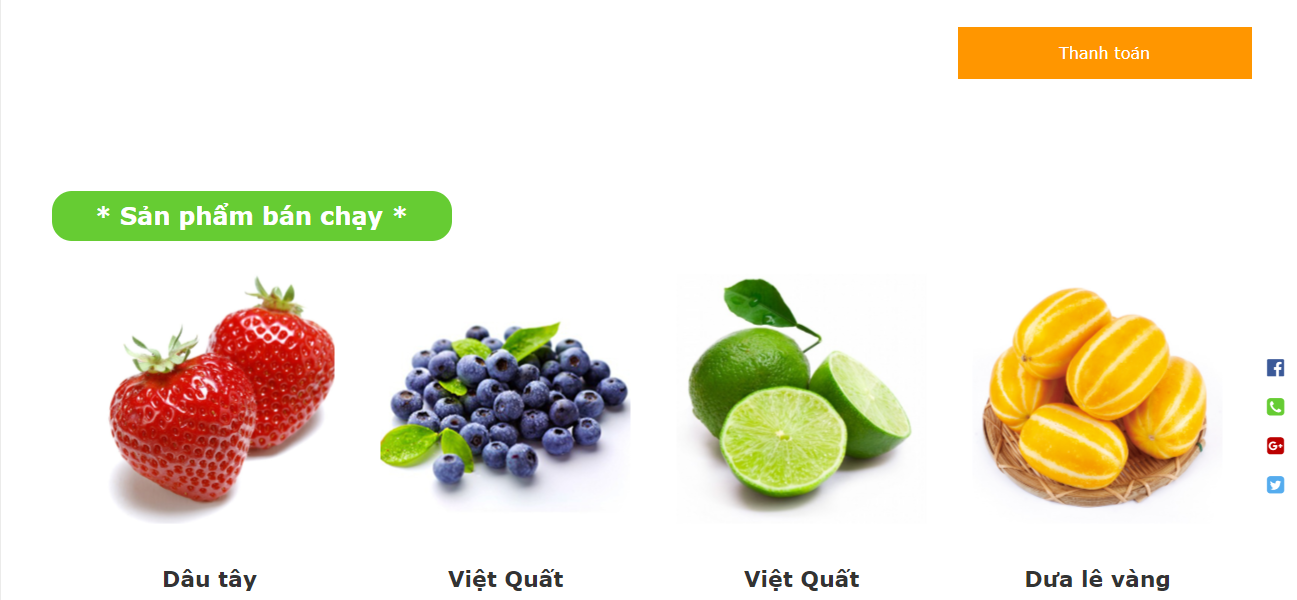 Thanh toán
* Sản phẩm bán chạy *
Dâu tây
Việt Quất
Việt Quất
Dưa lê vàng